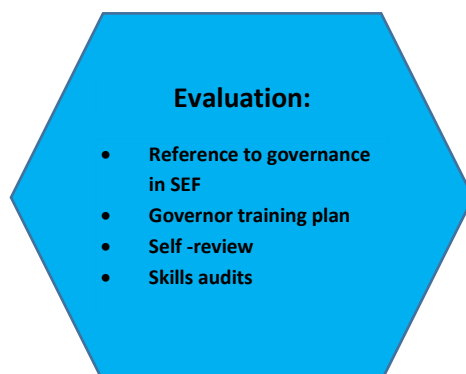 Evaluation:
• Reference to governance
in SEF
• Governor training plan
• Self -review
• Skills audits